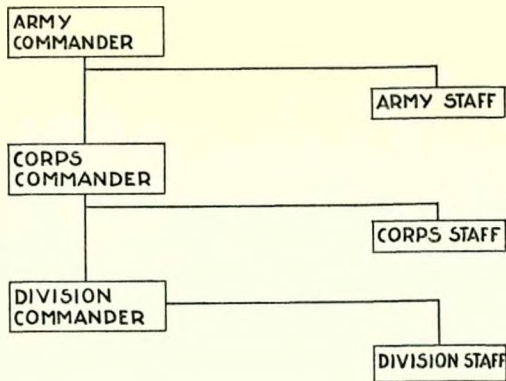 ARMY
COMMANDER
ARMY STAFF
CORPS
COMMANDER
CORPS STAFF
DIVISION
COMMANDER
DIVISION STAFF